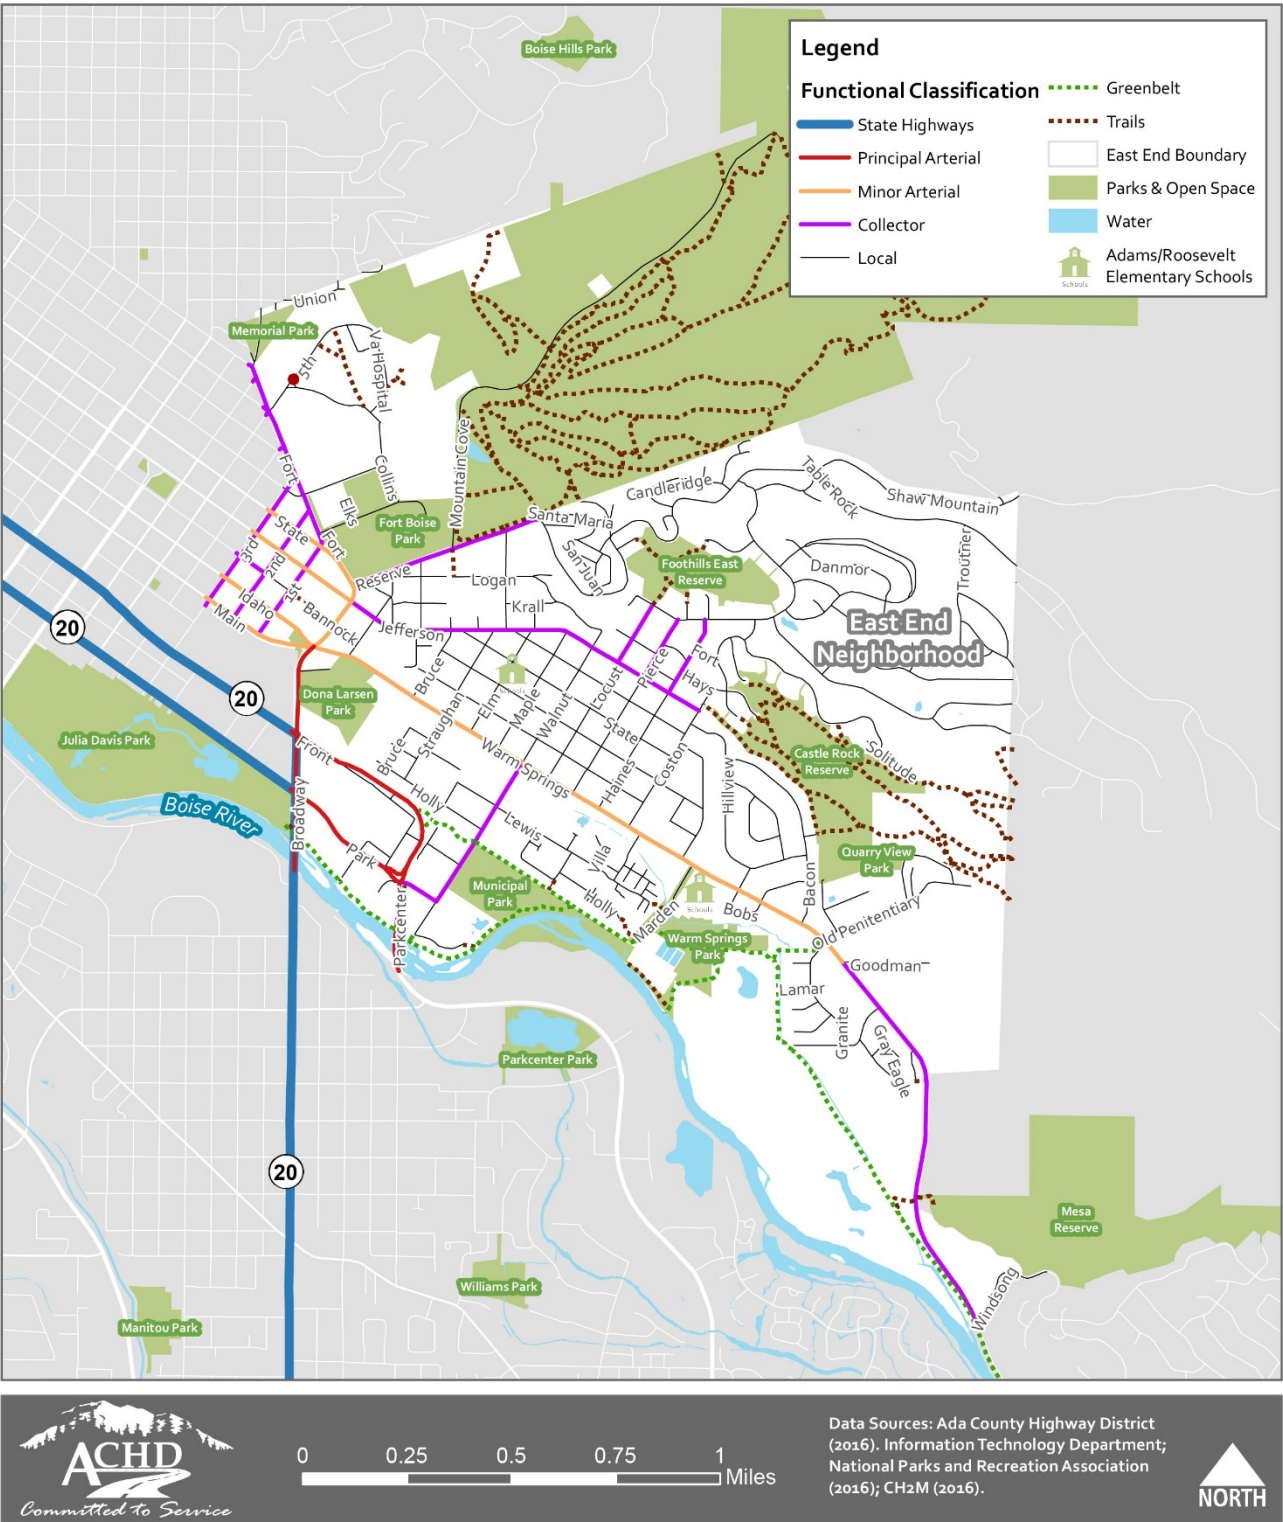 Boise Hills Park
Legend
Functional Classification
State Highways
Principal Arterial
Minor Arterial
Collector
Local
Greenbelt
Trails
East End Boundary
Parks & Open Space
Water
Schools
Adams/Roosevelt
Elementary Schools
Union
Memorial Park
5th
Va Hospital
Mountain Cove
Fort
Collins
Elks
Fort Boise
Park
Candleridge
Table Rock
Shaw Mountain
Santa Maria
San Juan
Troutner
State
Fort
3rd
2nd
1st
Reserve
Logan
Krall
Foothills East
Reserve
Danmor
Idaho
Main
Bannock
Jefferson
East End
Neighborhood
20
20
Bruce
Schools
Locust
Pierce
Fort
Hays
Dona Larsen
Park
Straughan
Elm
Maple
Walnut
State
Julia Davis Park
Front
Bruce
Warm Springs
Haines
Coston
Hillview
Castle Rock
Reserve
Solitude
Boise River
Broadway
Holly
Lewis
Park
Villa
Quarry View
Park
Municipal
Park
Holly
Schools
Bobs
Bacon
Parkcenter
Marden
Old Penitentiary
Warm Springs
Park
Goodman
Lamar
Granite
Gray Eagle
Parkcenter Park
20
Mesa
Reserve
Williams Park
Windsong
Manitou Park
ACHD
Committed to Service
0 0.25 0.5 0.75 1
Miles
Data Sources: Ada County Highway District
(2016). Information Technology Department;
National Parks and Recreation Association
(2016); CH2M (2016).
NORTH